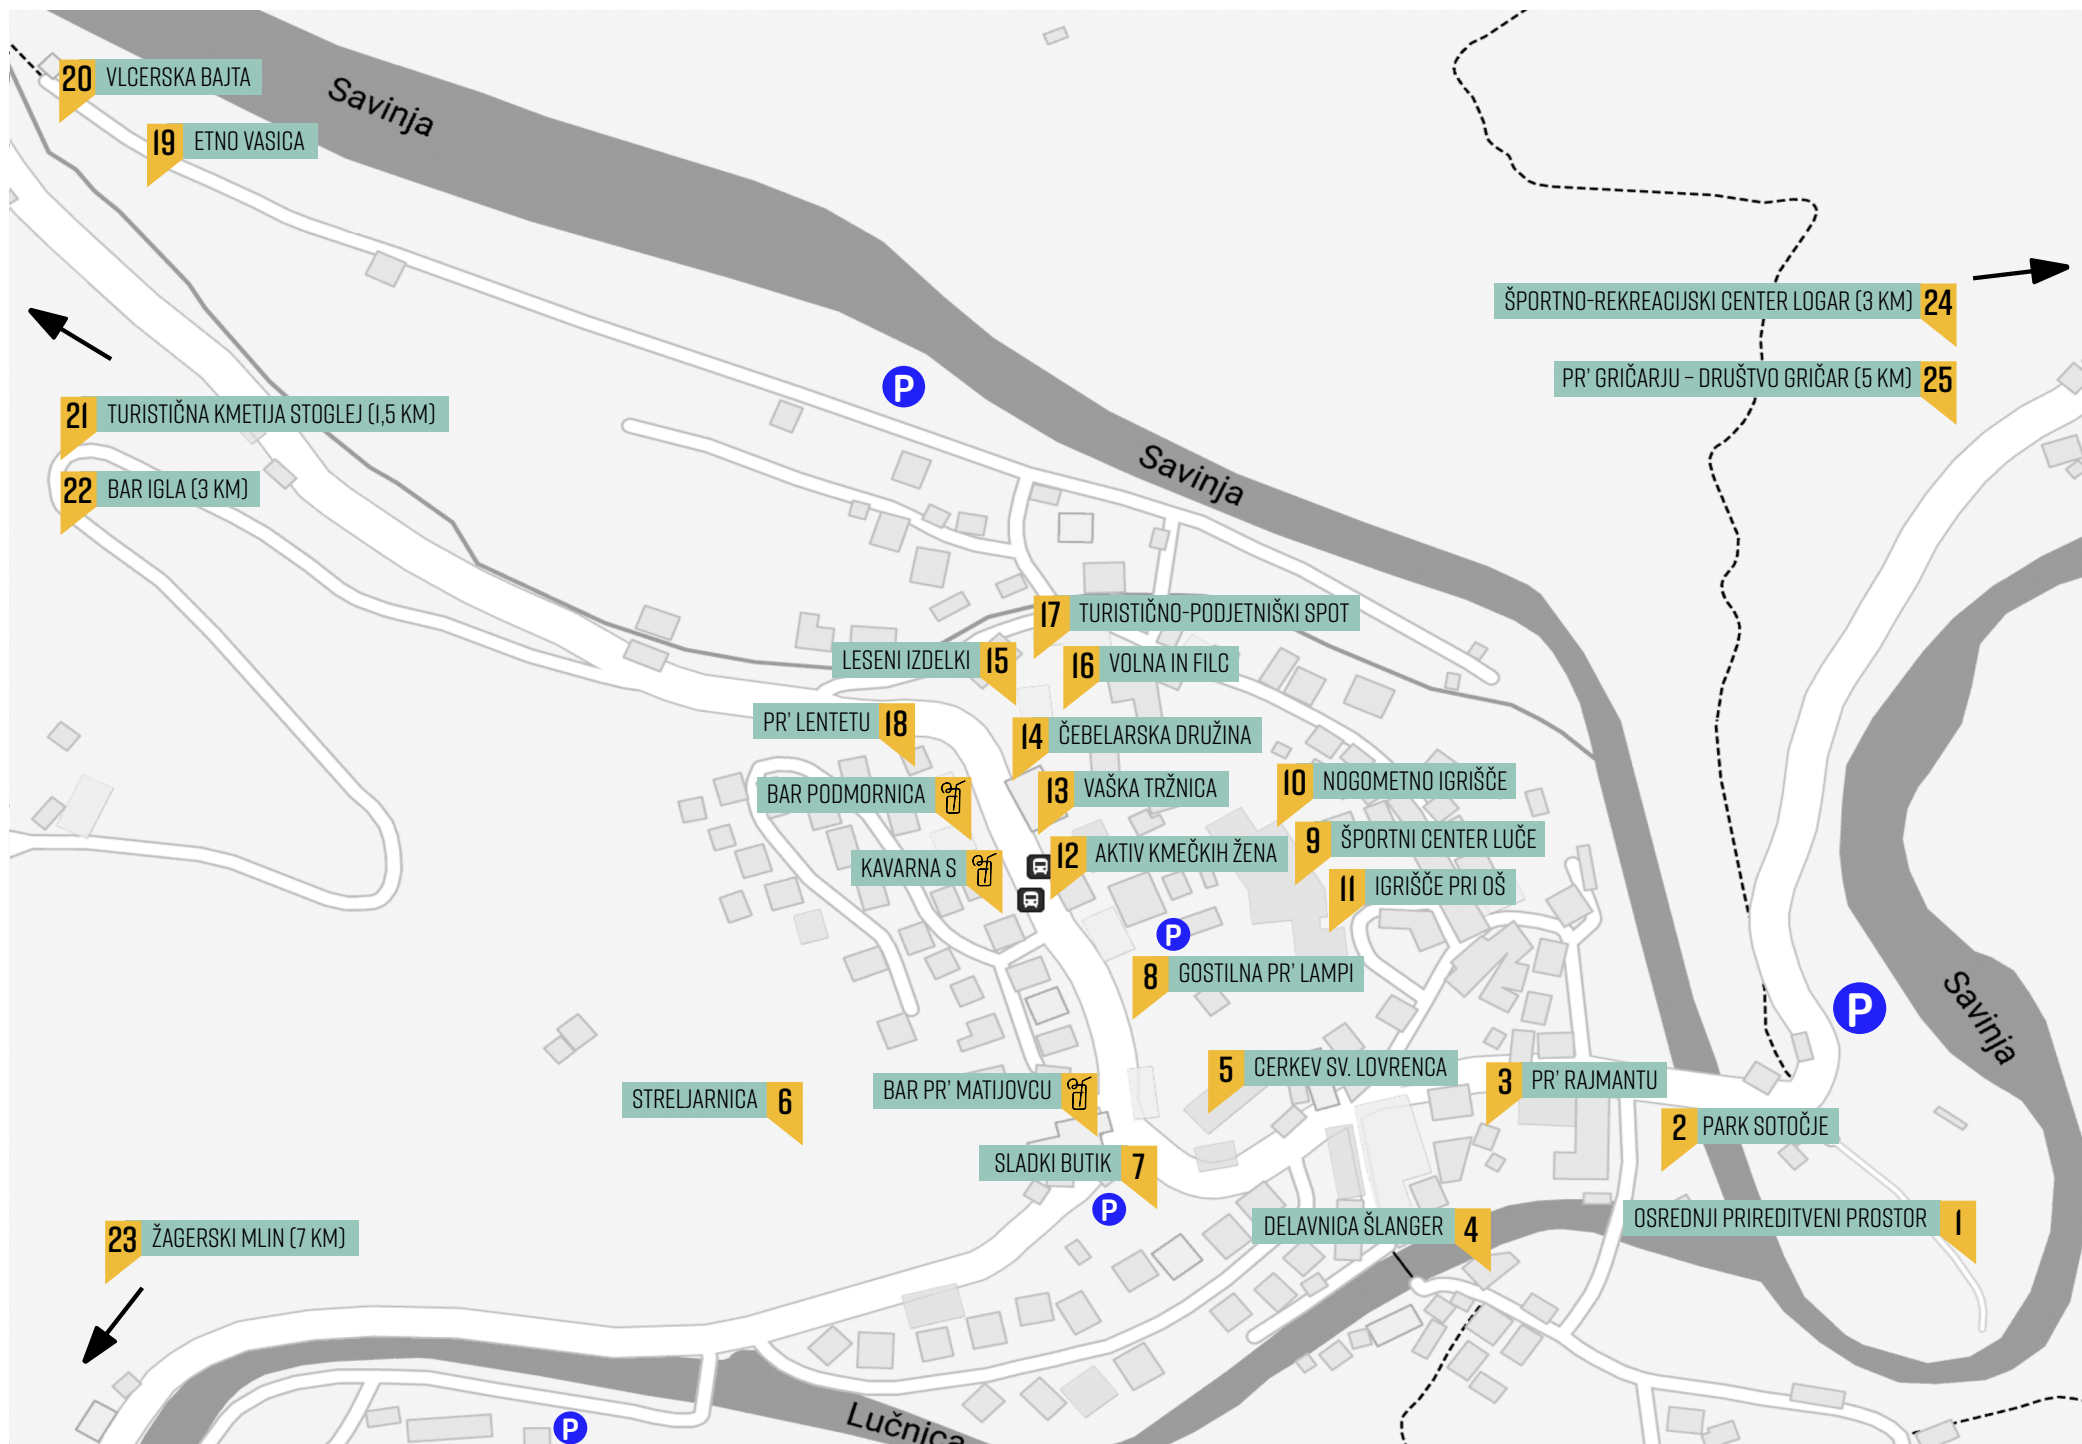 20 VLCERSKA BAJTA
Savinja
19 ETNO VASICA
24 ŠPORTNO-REKREACIJSKI CENTER LOGAR (3 KM)
25 PR' GRIČARJU – DRUŠTVO GRIČAR (5 KM)
P
21 TURISTIČNA KMETIJA STOGLEJ (1,5 KM)
22 BAR IGLA (3 KM)
Savinja
17 TURISTIČNO-PODJETNIŠKI SPOT
LESENI IZDELKI 15
16 VOLNA IN FILC
PR' LENTETU 18
14 ČEBELARSKA DRUŽINA
BAR PODMORNICA
13 VAŠKA TRŽNICA
10 NOGOMETNO IGRIŠČE
9 ŠPORTNI CENTER LUČE
KAVARNA S
12 AKTIV KMEČKIH ŽENA
11 IGRIŠČE PRI OŠ
P
8 GOSTILNA PR' LAMPI
P
Savinja
5 CERKEV SV. LOVRENCA
3 PR' RAJMANTU
STRELJARNICA 6
BAR PR' MATIJOVCU
2 PARK SOTOČJE
SLADKI BUTIK 7
P
DELAVNICA ŠLANGER 4
OSREDNJI PRIREDITVENI PROSTOR 1
23 ŽAGERSKI MLIN (7 KM)
P
Lučnica